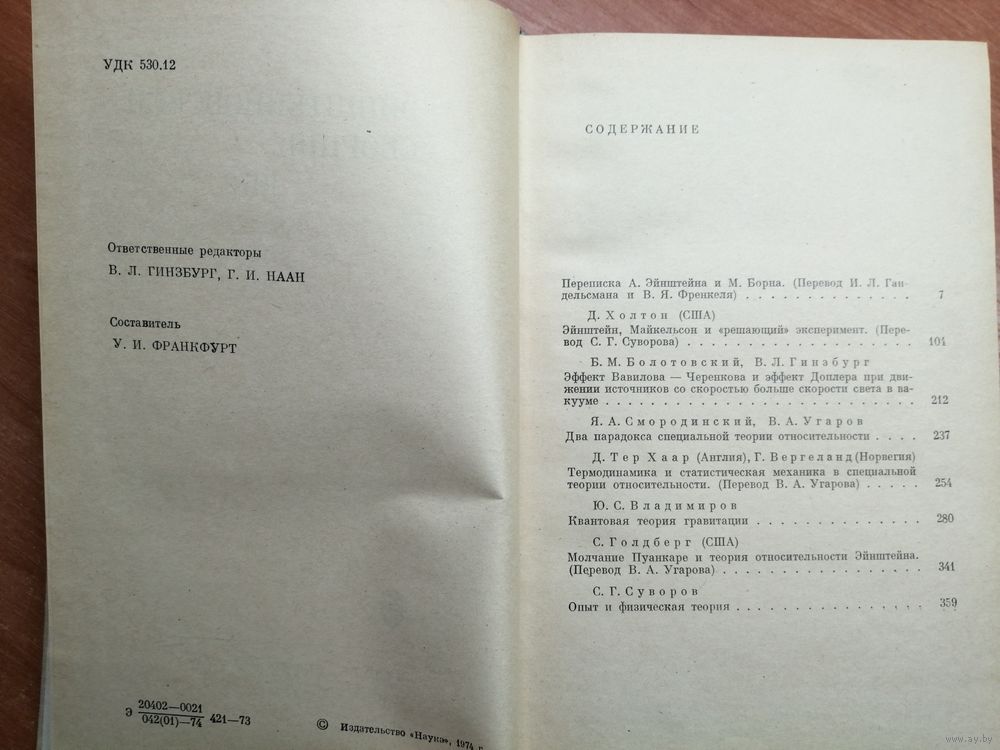 УДК 530.12
Ответственные редакторы
В. Л. ГИНЗБУРГ, Г. И. НААН
Составитель
У. И. ФРАНКФУРТ
Э 20402—0021
042(01)—74 421—73
© Издательство «Наука», 1974 г.
СОДЕРЖАНИЕ
Переписка А. Эйнштейна и М. Борна. (Перевод И. Л. Ган-
дельсмана и В. Я. Френкеля) . . . . . . . . . . . . . . 7
Д. Холтон (США)
Эйнштейн, Майкельсон и «решающий» эксперимент. (Пере-
вод С. Г. Суворова) . . . . . . . . . . . . . . . . . . 101
Б. М. Болотовский, В. Л. Гинзбург
Эффект Вавилова — Черенкова и эффект Доплера при дви-
жении источников со скоростью больше скорости света в ва-
кууме . . . . . . . . . . . . . . . . . . . . . . . . 212
Я. А. Смородинский, В. А. Угаров
Два парадокса специальной теории относительности . . . . 237
Д. Тер Хаар (Англия), Г. Вергеланд (Норвегия)
Термодинамика и статистическая механика в специальной
теории относительности. (Перевод В. А. Угарова) . . . . . 254
Ю. С. Владимиров
Квантовая теория гравитации . . . . . . . . . . . . . 280
С. Голдберг (США)
Молчание Пуанкаре и теория относительности Эйнштейна.
(Перевод В. А. Угарова) . . . . . . . . . . . . . . . . 341
С. Г. Суворов
Опыт и физическая теория . . . . . . . . . . . . . . . 359
www.ay.by